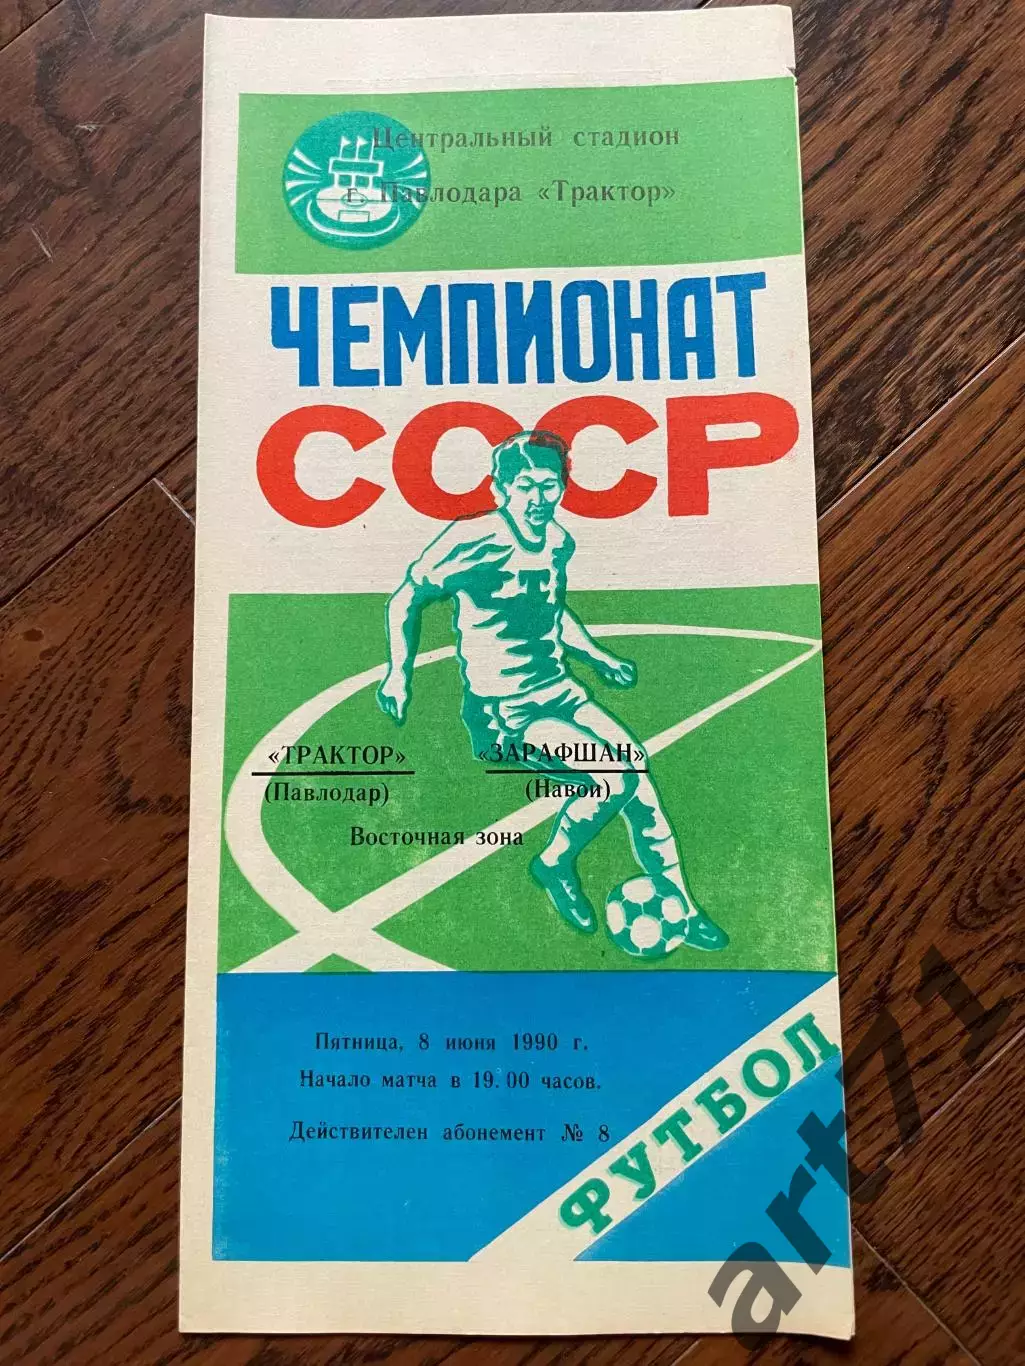 Центральный стадион
г. Павлодара «Трактор»
ЧЕМПИОНАТ
СССР
Т
«ТРАКТОР» «ЗАРАФШАН»
(Павлодар) (Навои)
Восточная зона
Пятница, 8 июня 1990 г.
Начало матча в 19.00 часов.
Действителен абонемент № 8
ФУТБОЛ
art71